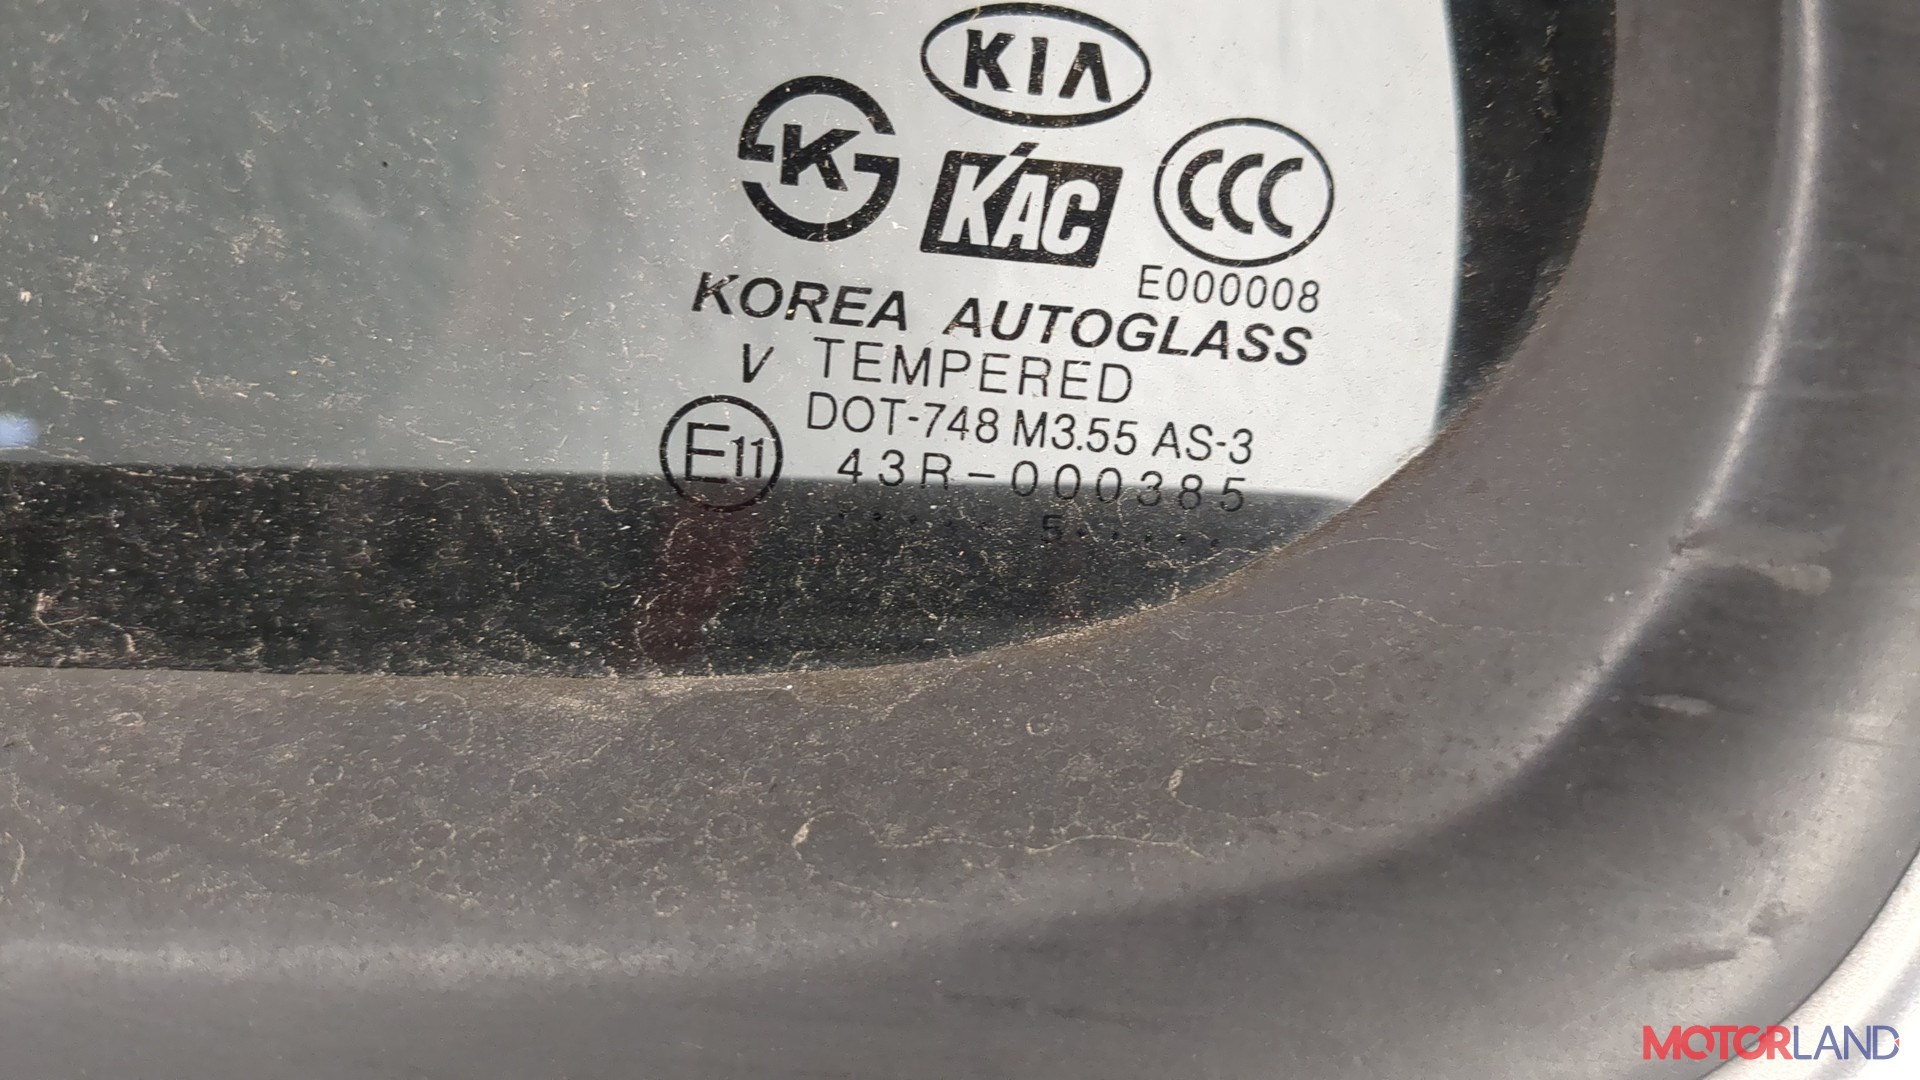 KIA
K
KAC
CCC
E000008
KOREA AUTOGLASS
V TEMPERED
DOT-748 M3.55 AS-3
E11 43R-000385
..... 5.....
MOTORLAND